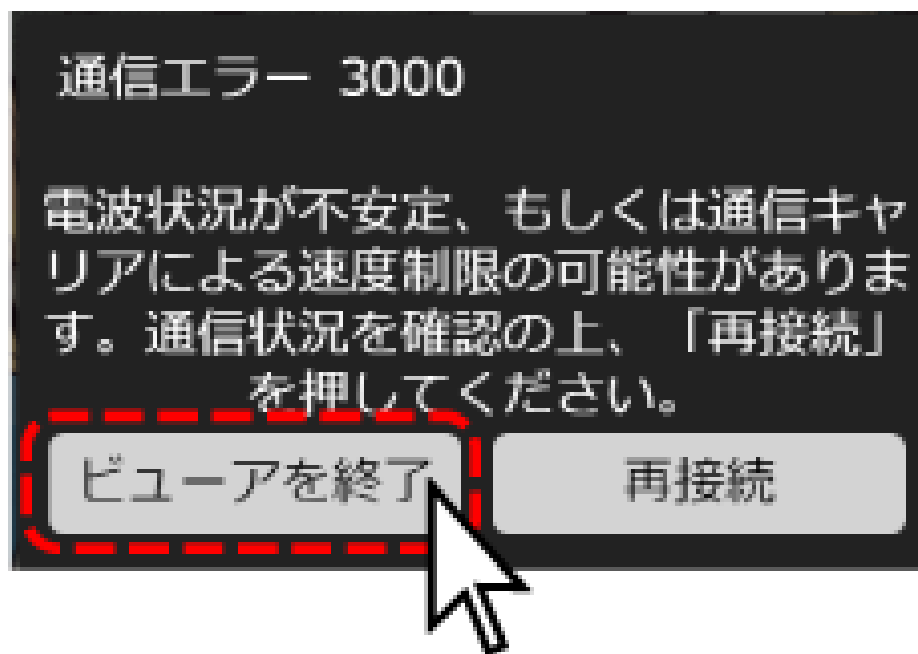 通信エラー 3000
電波状況が不安定、もしくは通信キャ
リアによる速度制限の可能性がありま
す。通信状況を確認の上、「再接続」
を押してください。
ビューアを終了
再接続